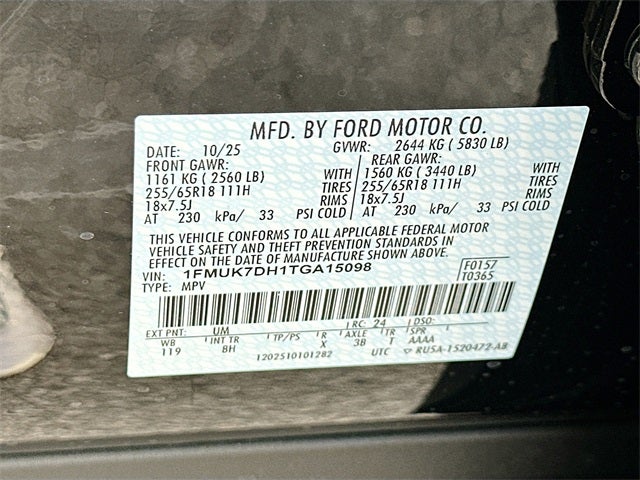 MFD. BY FORD MOTOR CO.
DATE: 10/25 GVWR: 2644 KG ( 5830 LB)
FRONT GAWR: REAR GAWR:
1161 KG ( 2560 LB) WITH 1560 KG ( 3440 LB) WITH
255/65R18 111H TIRES 255/65R18 111H TIRES
18x7.5J RIMS 18x7.5J RIMS
AT 230 kPa/ 33 PSI COLD AT 230 kPa/ 33 PSI COLD
THIS VEHICLE CONFORMS TO ALL APPLICABLE FEDERAL MOTOR
VEHICLE SAFETY AND THEFT PREVENTION STANDARDS IN
EFFECT ON THE DATE OF MANUFACTURE SHOWN ABOVE.
VIN: 1FMUK7DH1TGA15098 F0157
TYPE: MPV T0365
EXT PNT: UM RC: 24 DSO:
WB INT TR TP/PS R AXLE TR SPR
119 8H X 3B T AAAA
1202510101282 UTC ▽ RU5A-1520472-AB